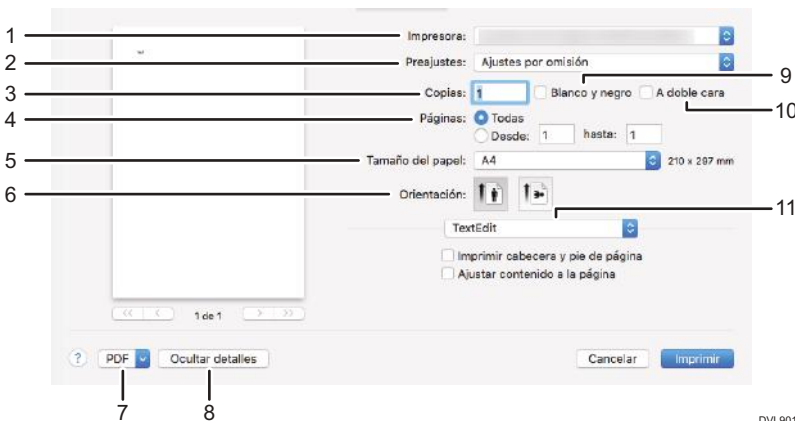 1 Impresora:
2 Preajustes: Ajustes por omisión
9
3 Copias: 1 Blanco y negro A doble cara
10
4 Páginas: Todas
Desde: 1 hasta: 1
5 Tamaño del papel: A4 210 x 297 mm
6 Orientación:
11
TextEdit
Imprimir cabecera y pie de página
Ajustar contenido a la página
<< < 1 de 1 > >>
? PDF Ocultar detalles Cancelar Imprimir
7 8